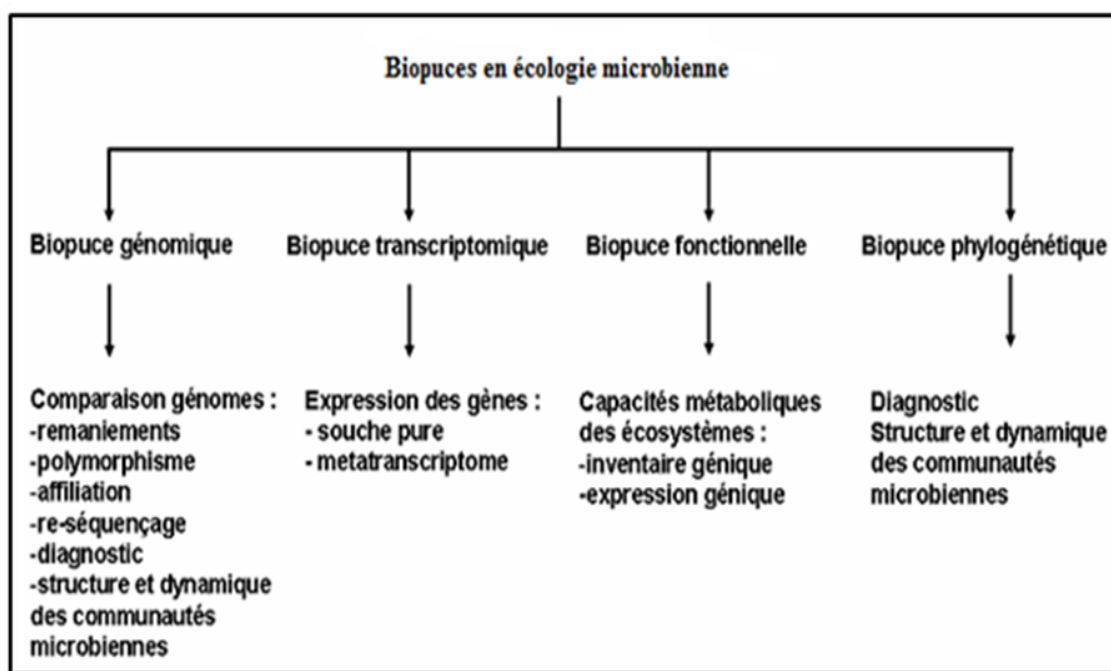 Biopuces en écologie microbienne
Biopuce génomique
Biopuce transcriptomique
Biopuce fonctionnelle
Biopuce phylogénétique
Comparaison génomes :
-remaniements
-polymorphisme
-affiliation
-re-séquençage
-diagnostic
-structure et dynamique
des communautés
microbiennes
Expression des gènes :
- souche pure
- metatranscriptome
Capacités métaboliques
des écosystèmes :
-inventaire génique
-expression génique
Diagnostic
Structure et dynamique
des communautés
microbiennes